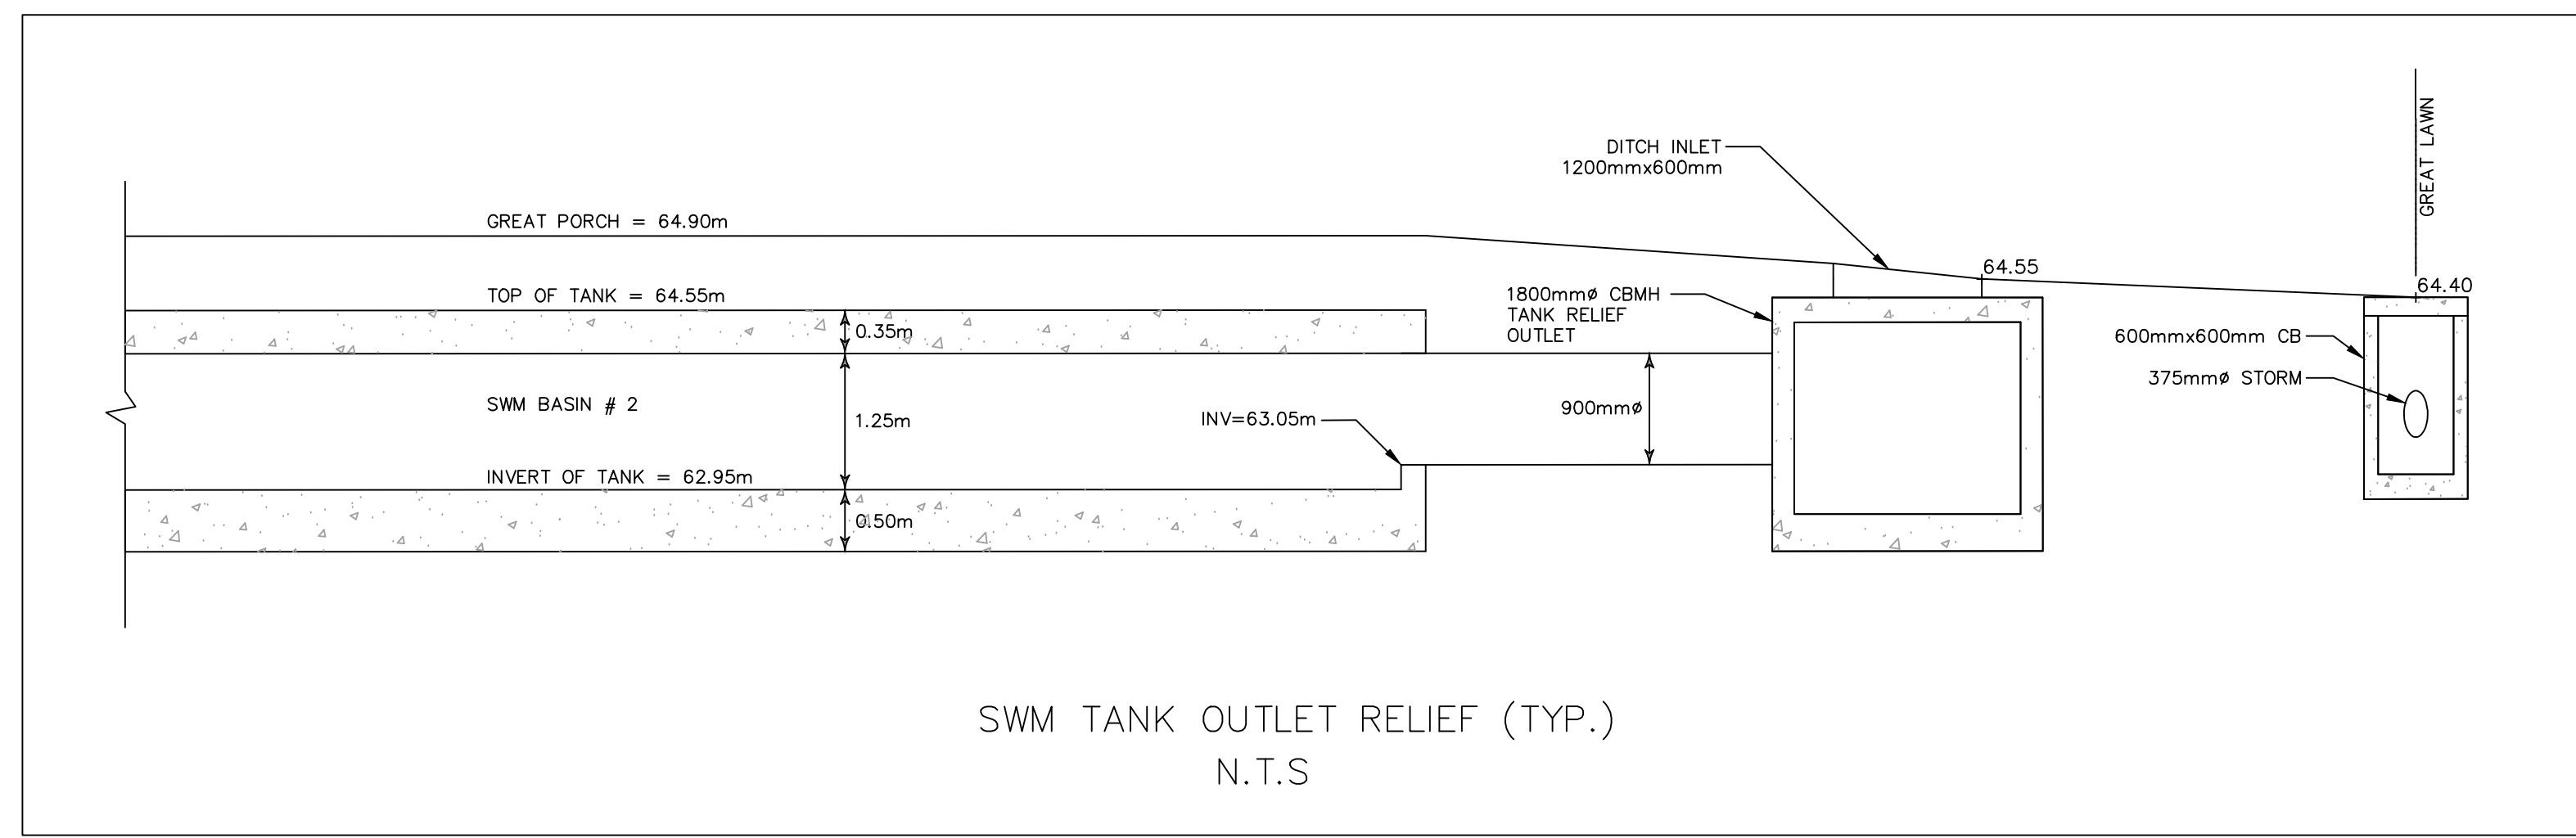 GREAT LAWN
DITCH INLET
1200mmx600mm
GREAT PORCH = 64.90m
64.55
64.40
TOP OF TANK = 64.55m
1800mmø CBMH
TANK RELIEF
OUTLET
0.35m
600mmx600mm CB
375mmø STORM
SWM BASIN # 2
1.25m
INV=63.05m
900mmø
INVERT OF TANK = 62.95m
0.50m
SWM TANK OUTLET RELIEF (TYP.)
N.T.S